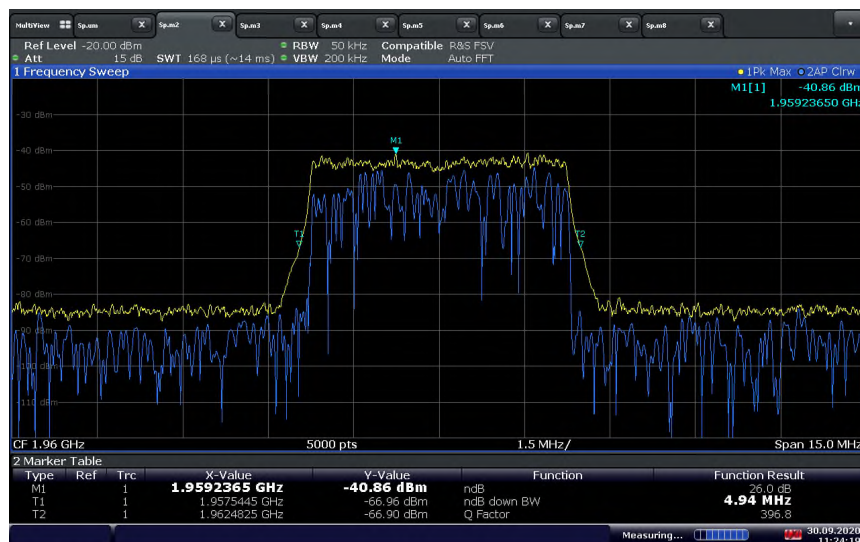 MultiView Sp.um X Sp.m2 X Sp.m3 X Sp.m4 X Sp.m5 X Sp.m6 X Sp.m7 X Sp.m8 X
Ref Level -20.00 dBm RBW 50 kHz Compatible R&S FSV
Att 15 dB SWT 168 µs (~14 ms) VBW 200 kHz Mode Auto FFT
1 Frequency Sweep 1Pk Max 2AP Clrw
M1[1] -40.86 dBm
1.95923650 GHz
-30 dBm
-40 dBm
M1
-50 dBm
-60 dBm
T1 T2
-70 dBm
-80 dBm
-90 dBm
-100 dBm
-110 dBm
CF 1.96 GHz 5000 pts 1.5 MHz/ Span 15.0 MHz
2 Marker Table
Type Ref Trc X-Value Y-Value Function Function Result
M1 1 1.9592365 GHz -40.86 dBm ndB 26.0 dB
T1 1 1.9575445 GHz -66.96 dBm ndB down BW 4.94 MHz
T2 1 1.9624825 GHz -66.90 dBm Q Factor 396.8
Measuring... 30.09.2020
11:24:19